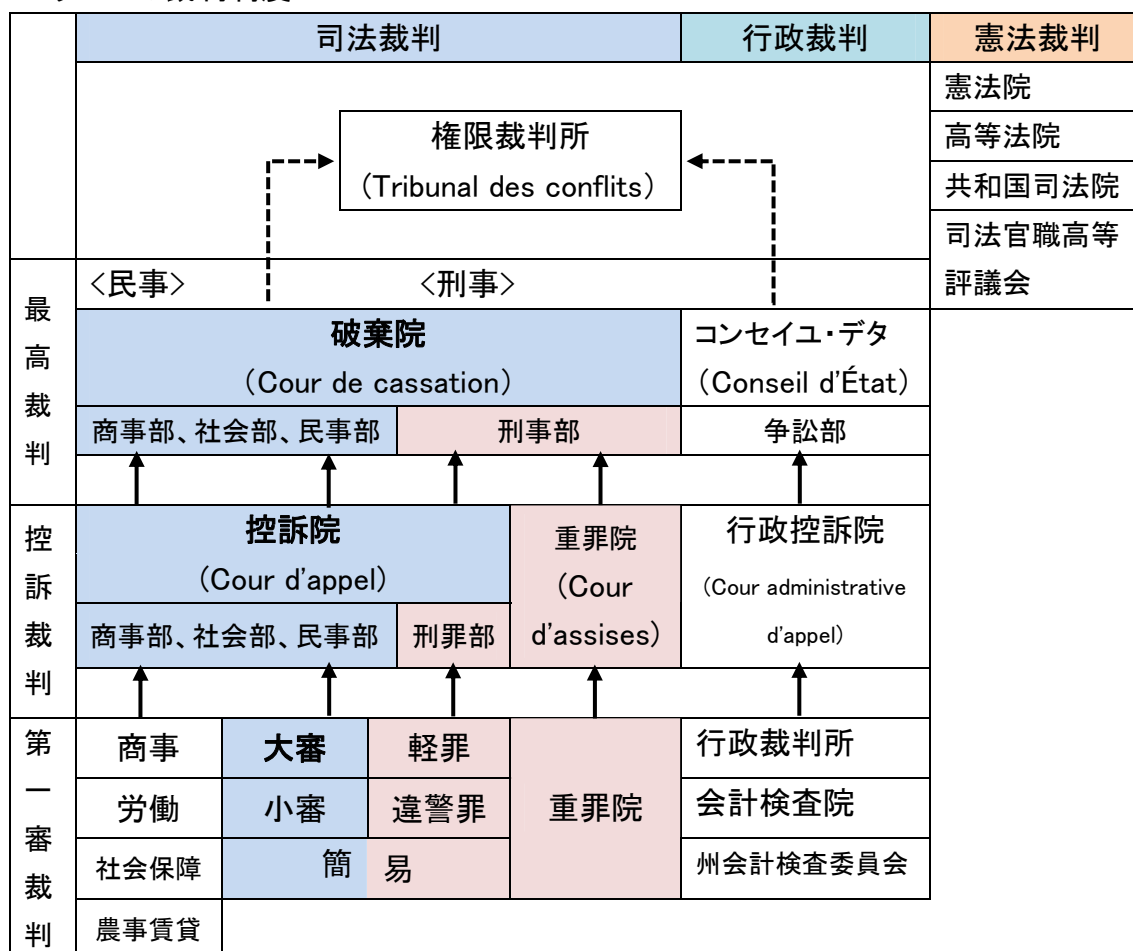 司法裁判 行政裁判 憲法裁判
憲法院
高等法院
共和国司法院
司法官職高等
評議会
権限裁判所
(Tribunal des conflits)
最高裁判
<民事> <刑事>
破棄院
(Cour de cassation)
コンセイユ・デタ
(Conseil d'État)
商事部、社会部、民事部 刑事部 争訟部
控訴裁判
控訴院
(Cour d'appel)
重罪院
(Cour
d'assises)
行政控訴院
(Cour administrative
d'appel)
商事部、社会部、民事部 刑罪部
第一審裁判
商事 大審 軽罪 重罪院 行政裁判所
労働 小審 違警罪 会計検査院
社会保障 簡易 州会計検査委員会
農事賃貸